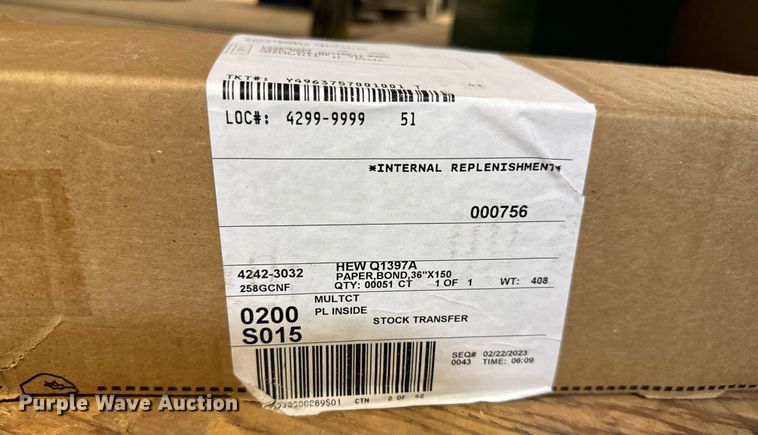 TKT#: Y4963757001001 T 42
LOC#: 4299-9999 51
*INTERNAL REPLENISHMENT*
000756
4242-3032 HEW Q1397A
PAPER,BOND,36"X150
258GCNF QTY: 00051 CT 1 OF 1 WT: 408
0200 MULTCT
PL INSIDE
STOCK TRANSFER
S015
SEQ# 02/22/2023
0043 TIME: 06:09
CTN 2 OF 42
Purple Wave Auction